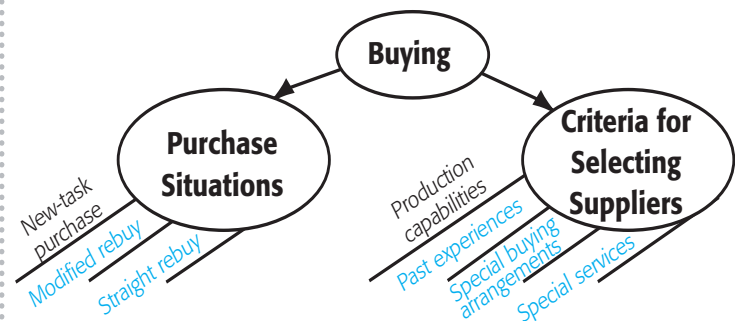 Buying
Purchase
Situations
New-task
purchase
Modified rebuy
Straight rebuy
Criteria for
Selecting
Suppliers
Production
capabilities
Past experiences
Special buying
arrangements
Special services